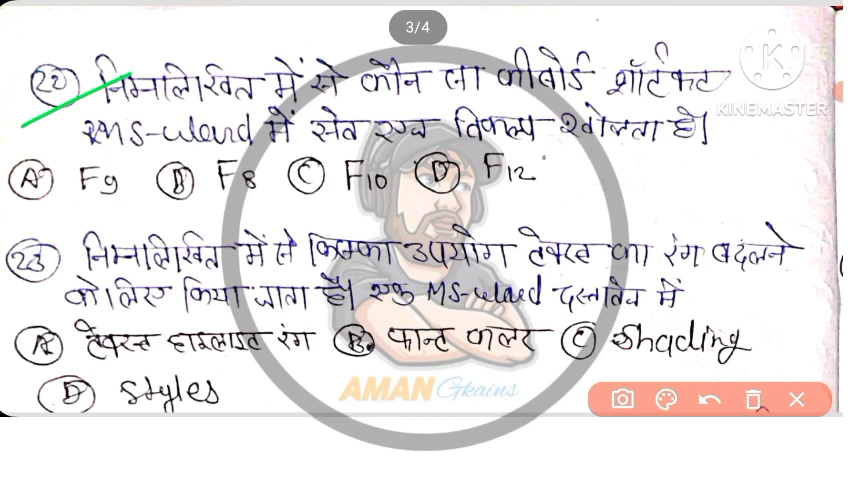 3/4
(22) निम्नलिखित में से कौन सा कीबोर्ड शॉर्टकट
KINEMASTER
MS-Word में सेव एज विकल्प खोलता है|
(A) F9 (B) F8 (C) F10 (D) F12
(23) निम्नलिखित में से किसका उपयोग टेक्स्ट का रंग बदलने
के लिए किया जाता है| एक MS-Word दस्तावेज में
(A) टेक्स्ट हाइलाइट रंग (B) फान्ट कलर (C) Shading
(D) Styles
AMAN Gkains